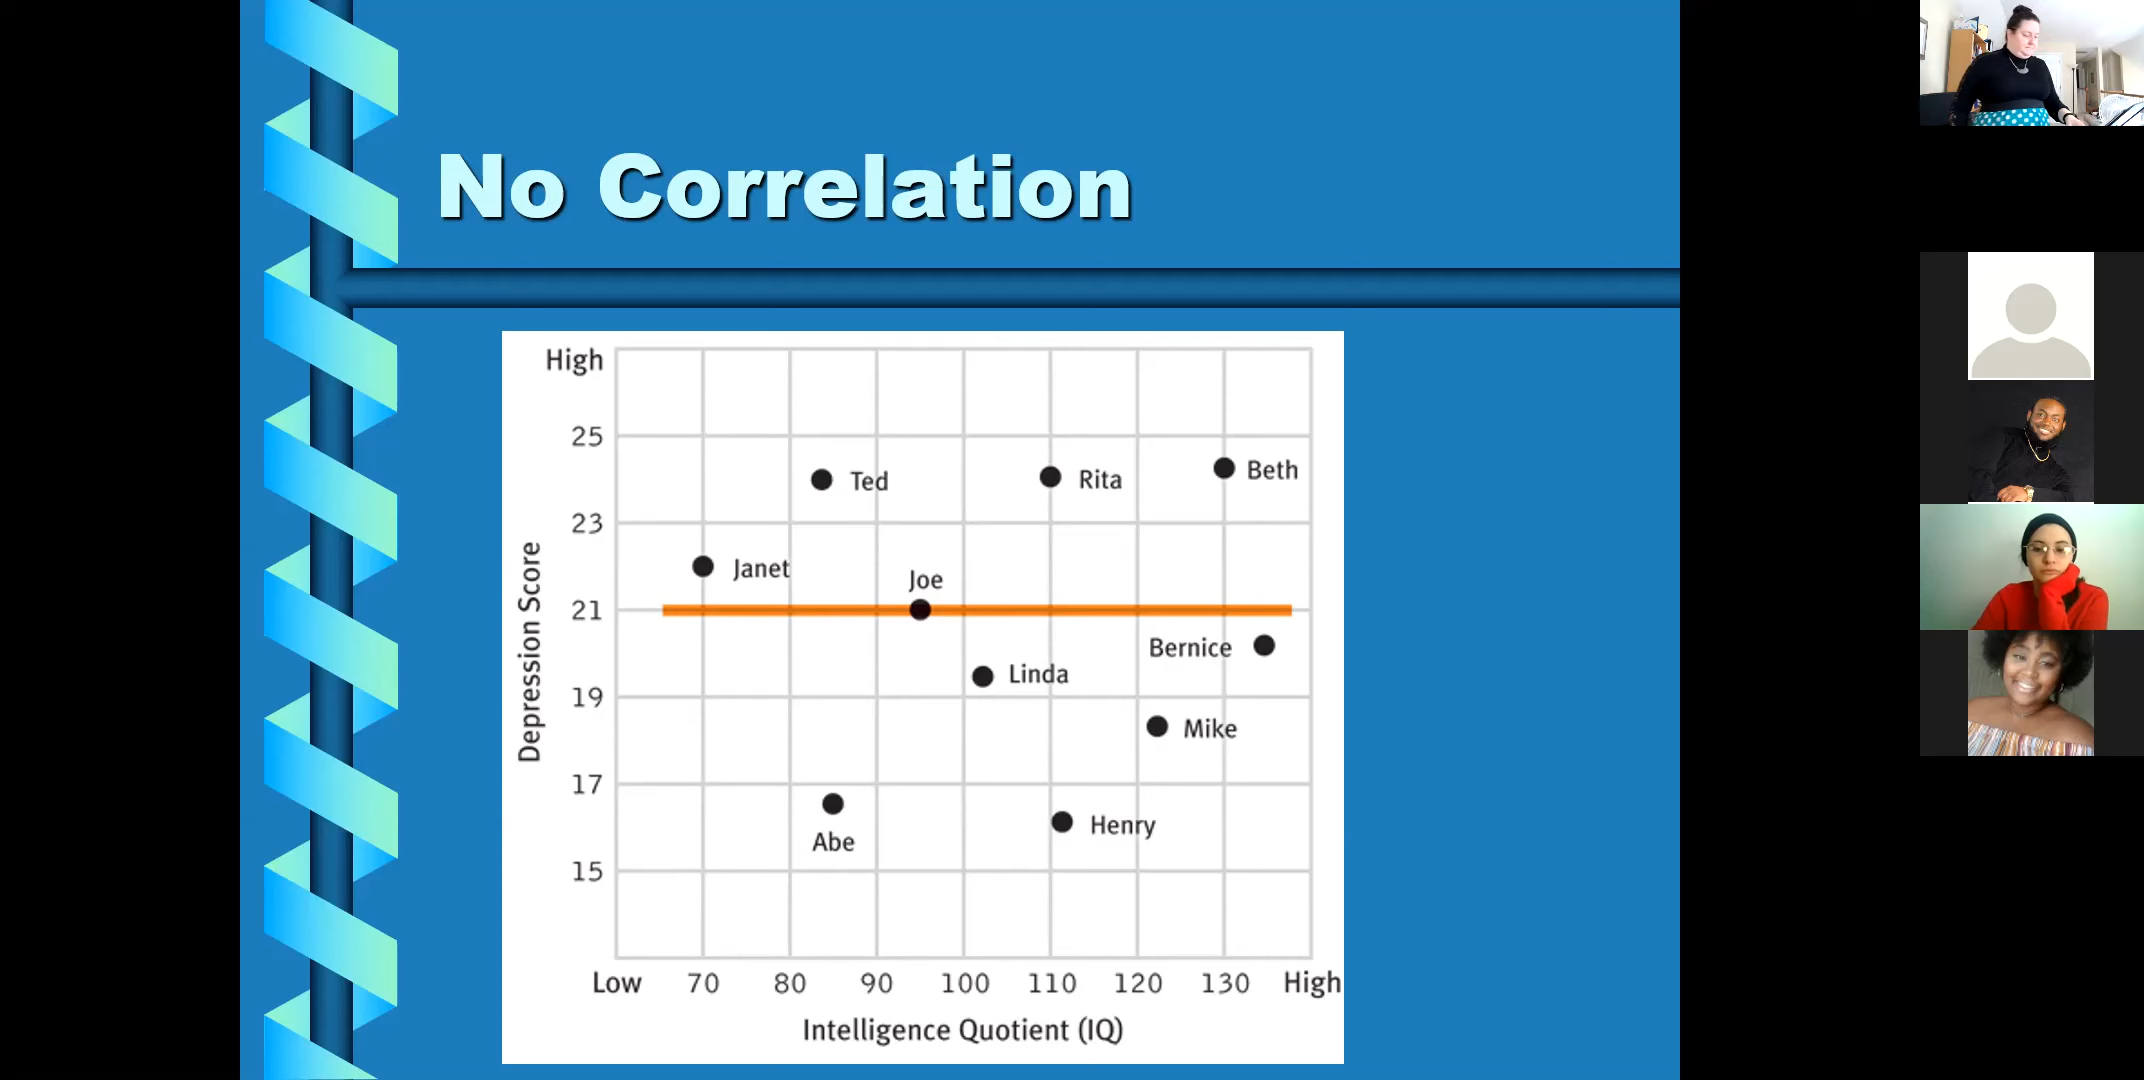 No Correlation
High
25
Ted
Rita
Beth
23
Janet
Joe
21
Bernice
Linda
19
Mike
17
Abe
Henry
15
Depression Score
Low 70 80 90 100 110 120 130 High
Intelligence Quotient (IQ)